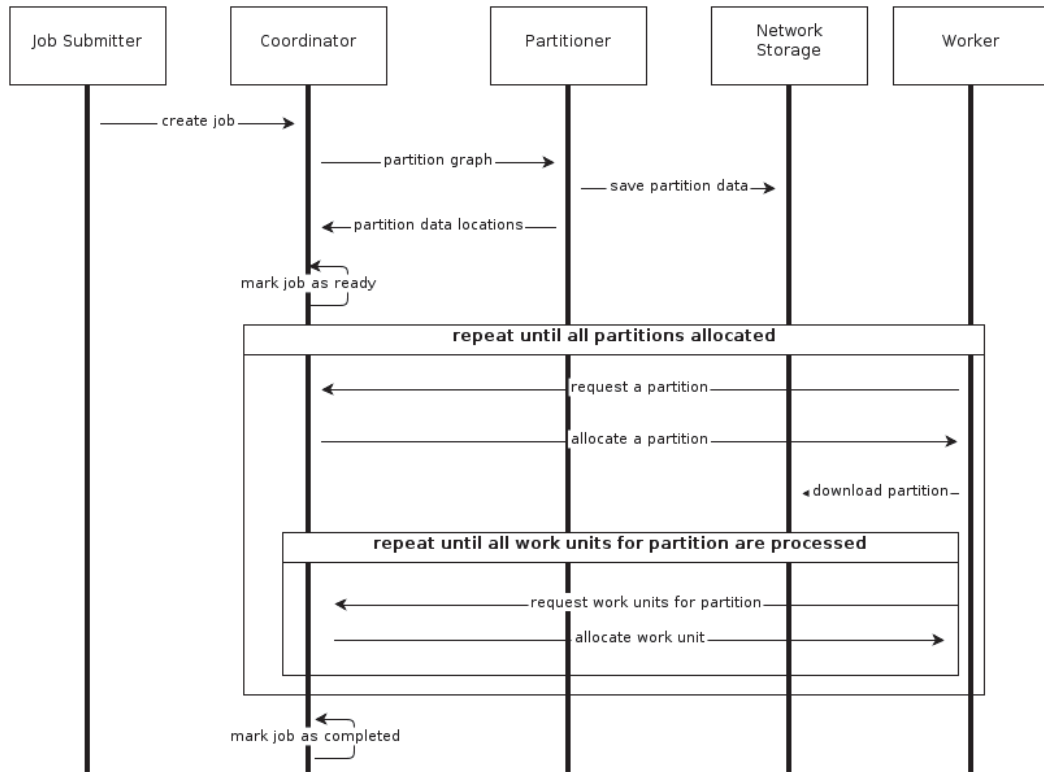 Job Submitter
Coordinator
Partitioner
Network
Storage
Worker
create job
partition graph
save partition data
partition data locations
mark job as ready
repeat until all partitions allocated
request a partition
allocate a partition
download partition
repeat until all work units for partition are processed
request work units for partition
allocate work unit
mark job as completed